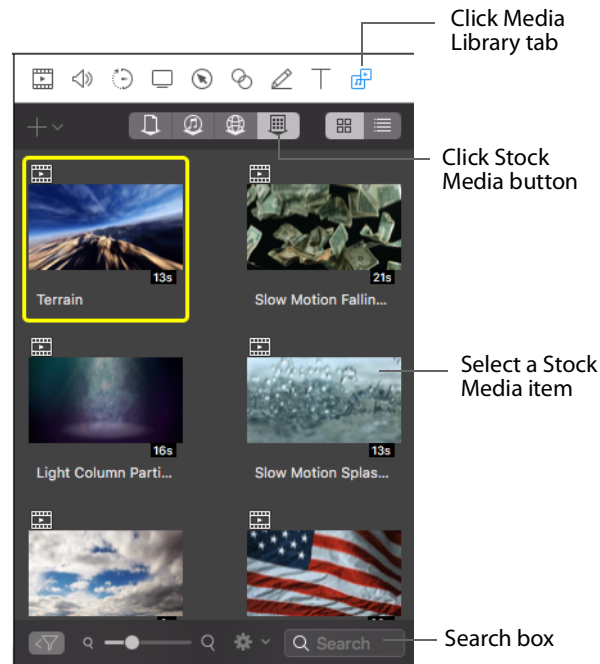 Click Media
Library tab
Click Stock
Media button
13s
21s
Terrain
Slow Motion Fallin...
Select a Stock
Media item
16s
13s
Light Column Parti...
Slow Motion Splas...
Search
Search box